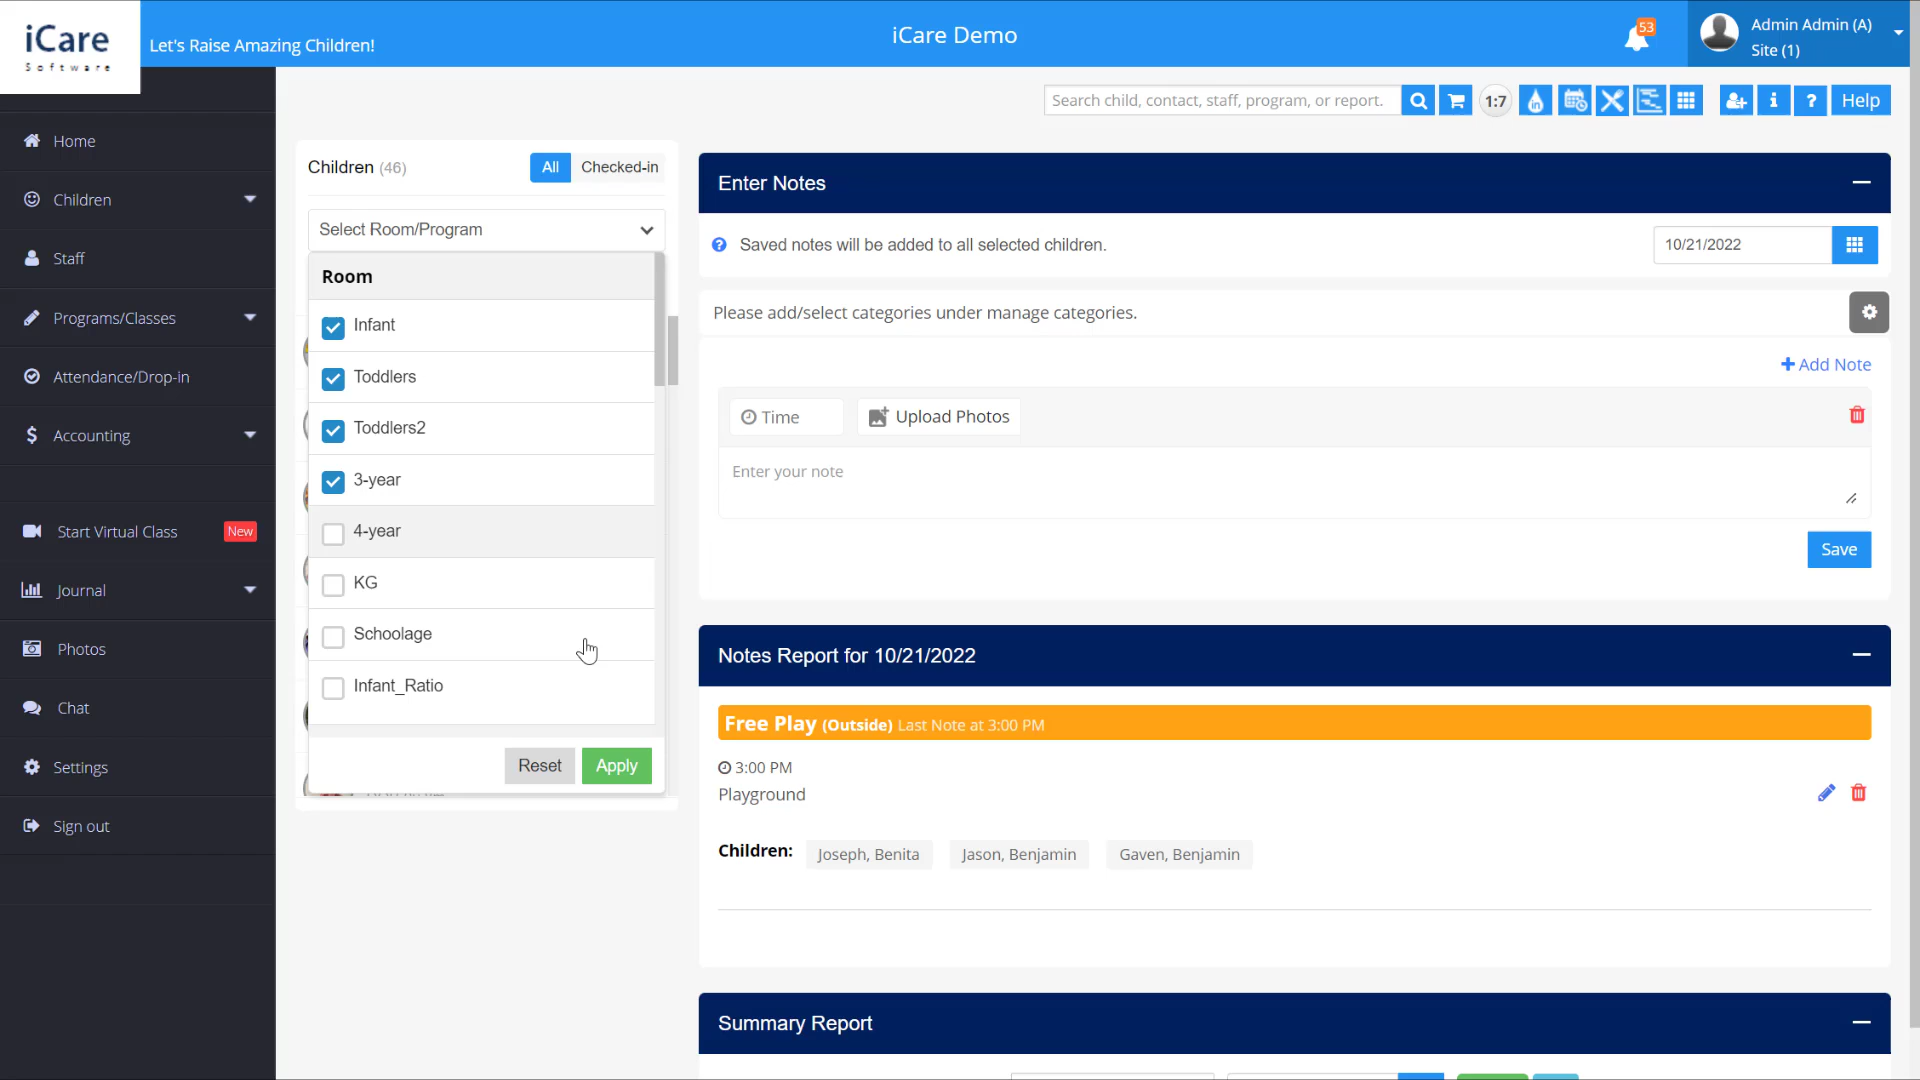 iCare
Software
Let's Raise Amazing Children!
iCare Demo
53
Admin Admin (A)
Site (1)
Search child, contact, staff, program, or report.
1:7
Help
Home
Children
Staff
Programs/Classes
Attendance/Drop-in
Accounting
Start Virtual Class
New
Journal
Photos
Chat
Settings
Sign out
Children (46)
All
Checked-in
Select Room/Program
Room
Infant
Toddlers
Toddlers2
3-year
4-year
KG
Schoolage
Infant_Ratio
Reset
Apply
Enter Notes
Saved notes will be added to all selected children.
10/21/2022
Please add/select categories under manage categories.
Add Note
Time
Upload Photos
Enter your note
Save
Notes Report for 10/21/2022
Free Play (Outside) Last Note at 3:00 PM
3:00 PM
Playground
Children:
Joseph, Benita
Jason, Benjamin
Gaven, Benjamin
Summary Report